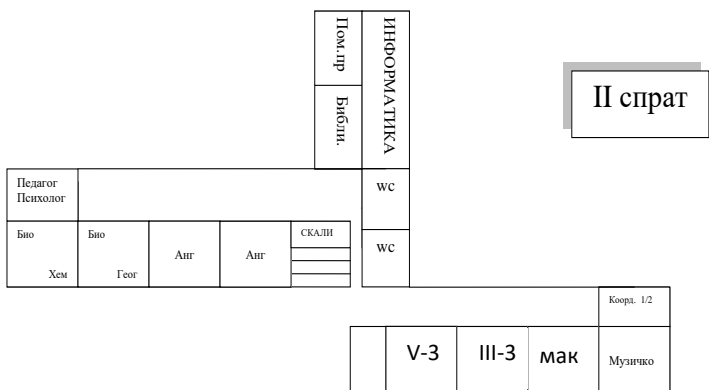 Пом.пр
Библи.
ИНФОРМАТИКА
II спрат
Педагог
Психолог
wc
wc
Био
Хем
Био
Геог
Анг
Анг
СКАЛИ
Коорд. 1/2
V-3
III-3
мак
Музичко